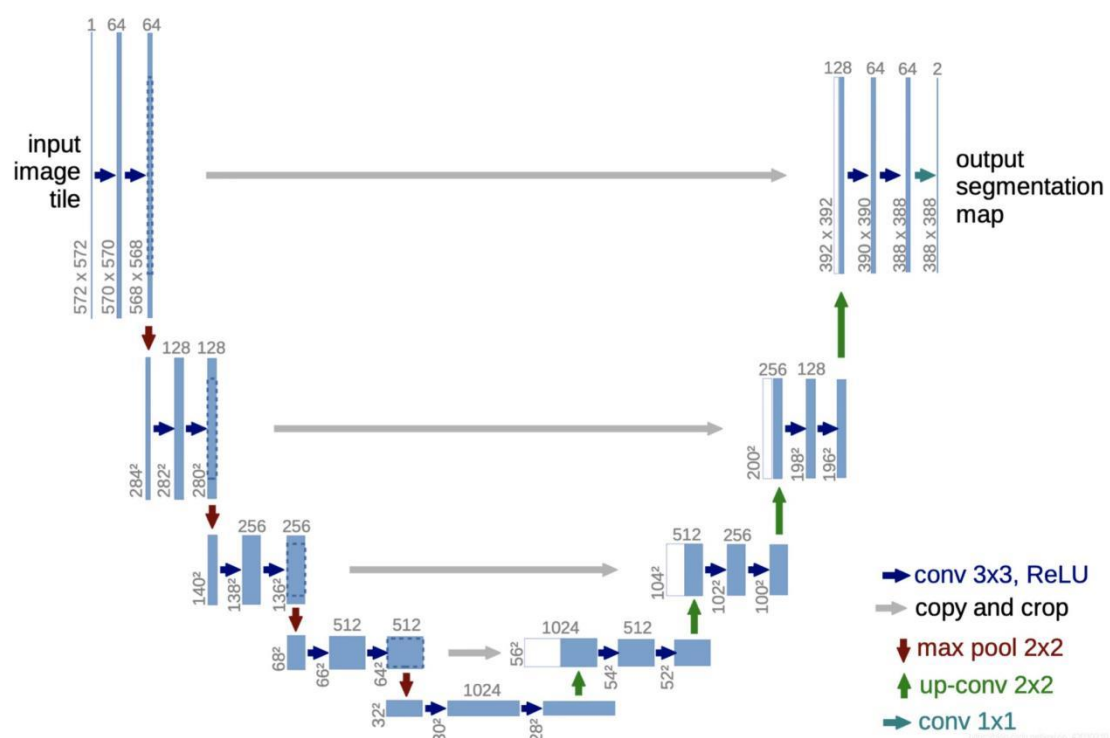 1 64 64
input
image
tile
572 x 572
570 x 570
568 x 568
128 64 64 2
output
segmentation
map
392 x 392
390 x 390
388 x 388
388 x 388
128 128
284²
282²
280²
256 128
200²
198²
196²
256 256
140²
138²
136²
512 256
104²
102²
100²
512 512
68²
66²
64²
1024 512
56²
54²
52²
1024
32²
30²
28²
conv 3x3, ReLU
copy and crop
max pool 2x2
up-conv 2x2
conv 1x1